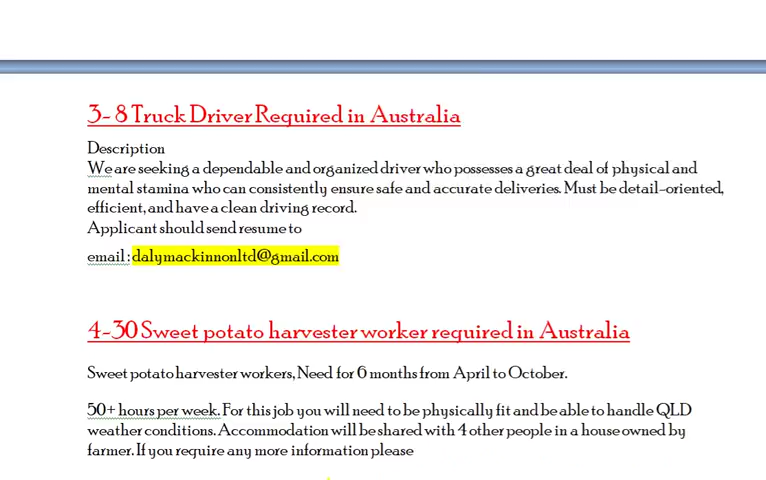 3- 8 Truck Driver Required in Australia
Description
We are seeking a dependable and organized driver who possesses a great deal of physical and
mental stamina who can consistently ensure safe and accurate deliveries. Must be detail-oriented,
efficient, and have a clean driving record.
Applicant should send resume to
email : dalymackinnonltd@gmail.com
4-30 Sweet potato harvester worker required in Australia
Sweet potato harvester workers, Need for 6 months from April to October.
50+ hours per week. For this job you will need to be physically fit and be able to handle QLD
weather conditions. Accommodation will be shared with 4 other people in a house owned by
farmer. If you require any more information please